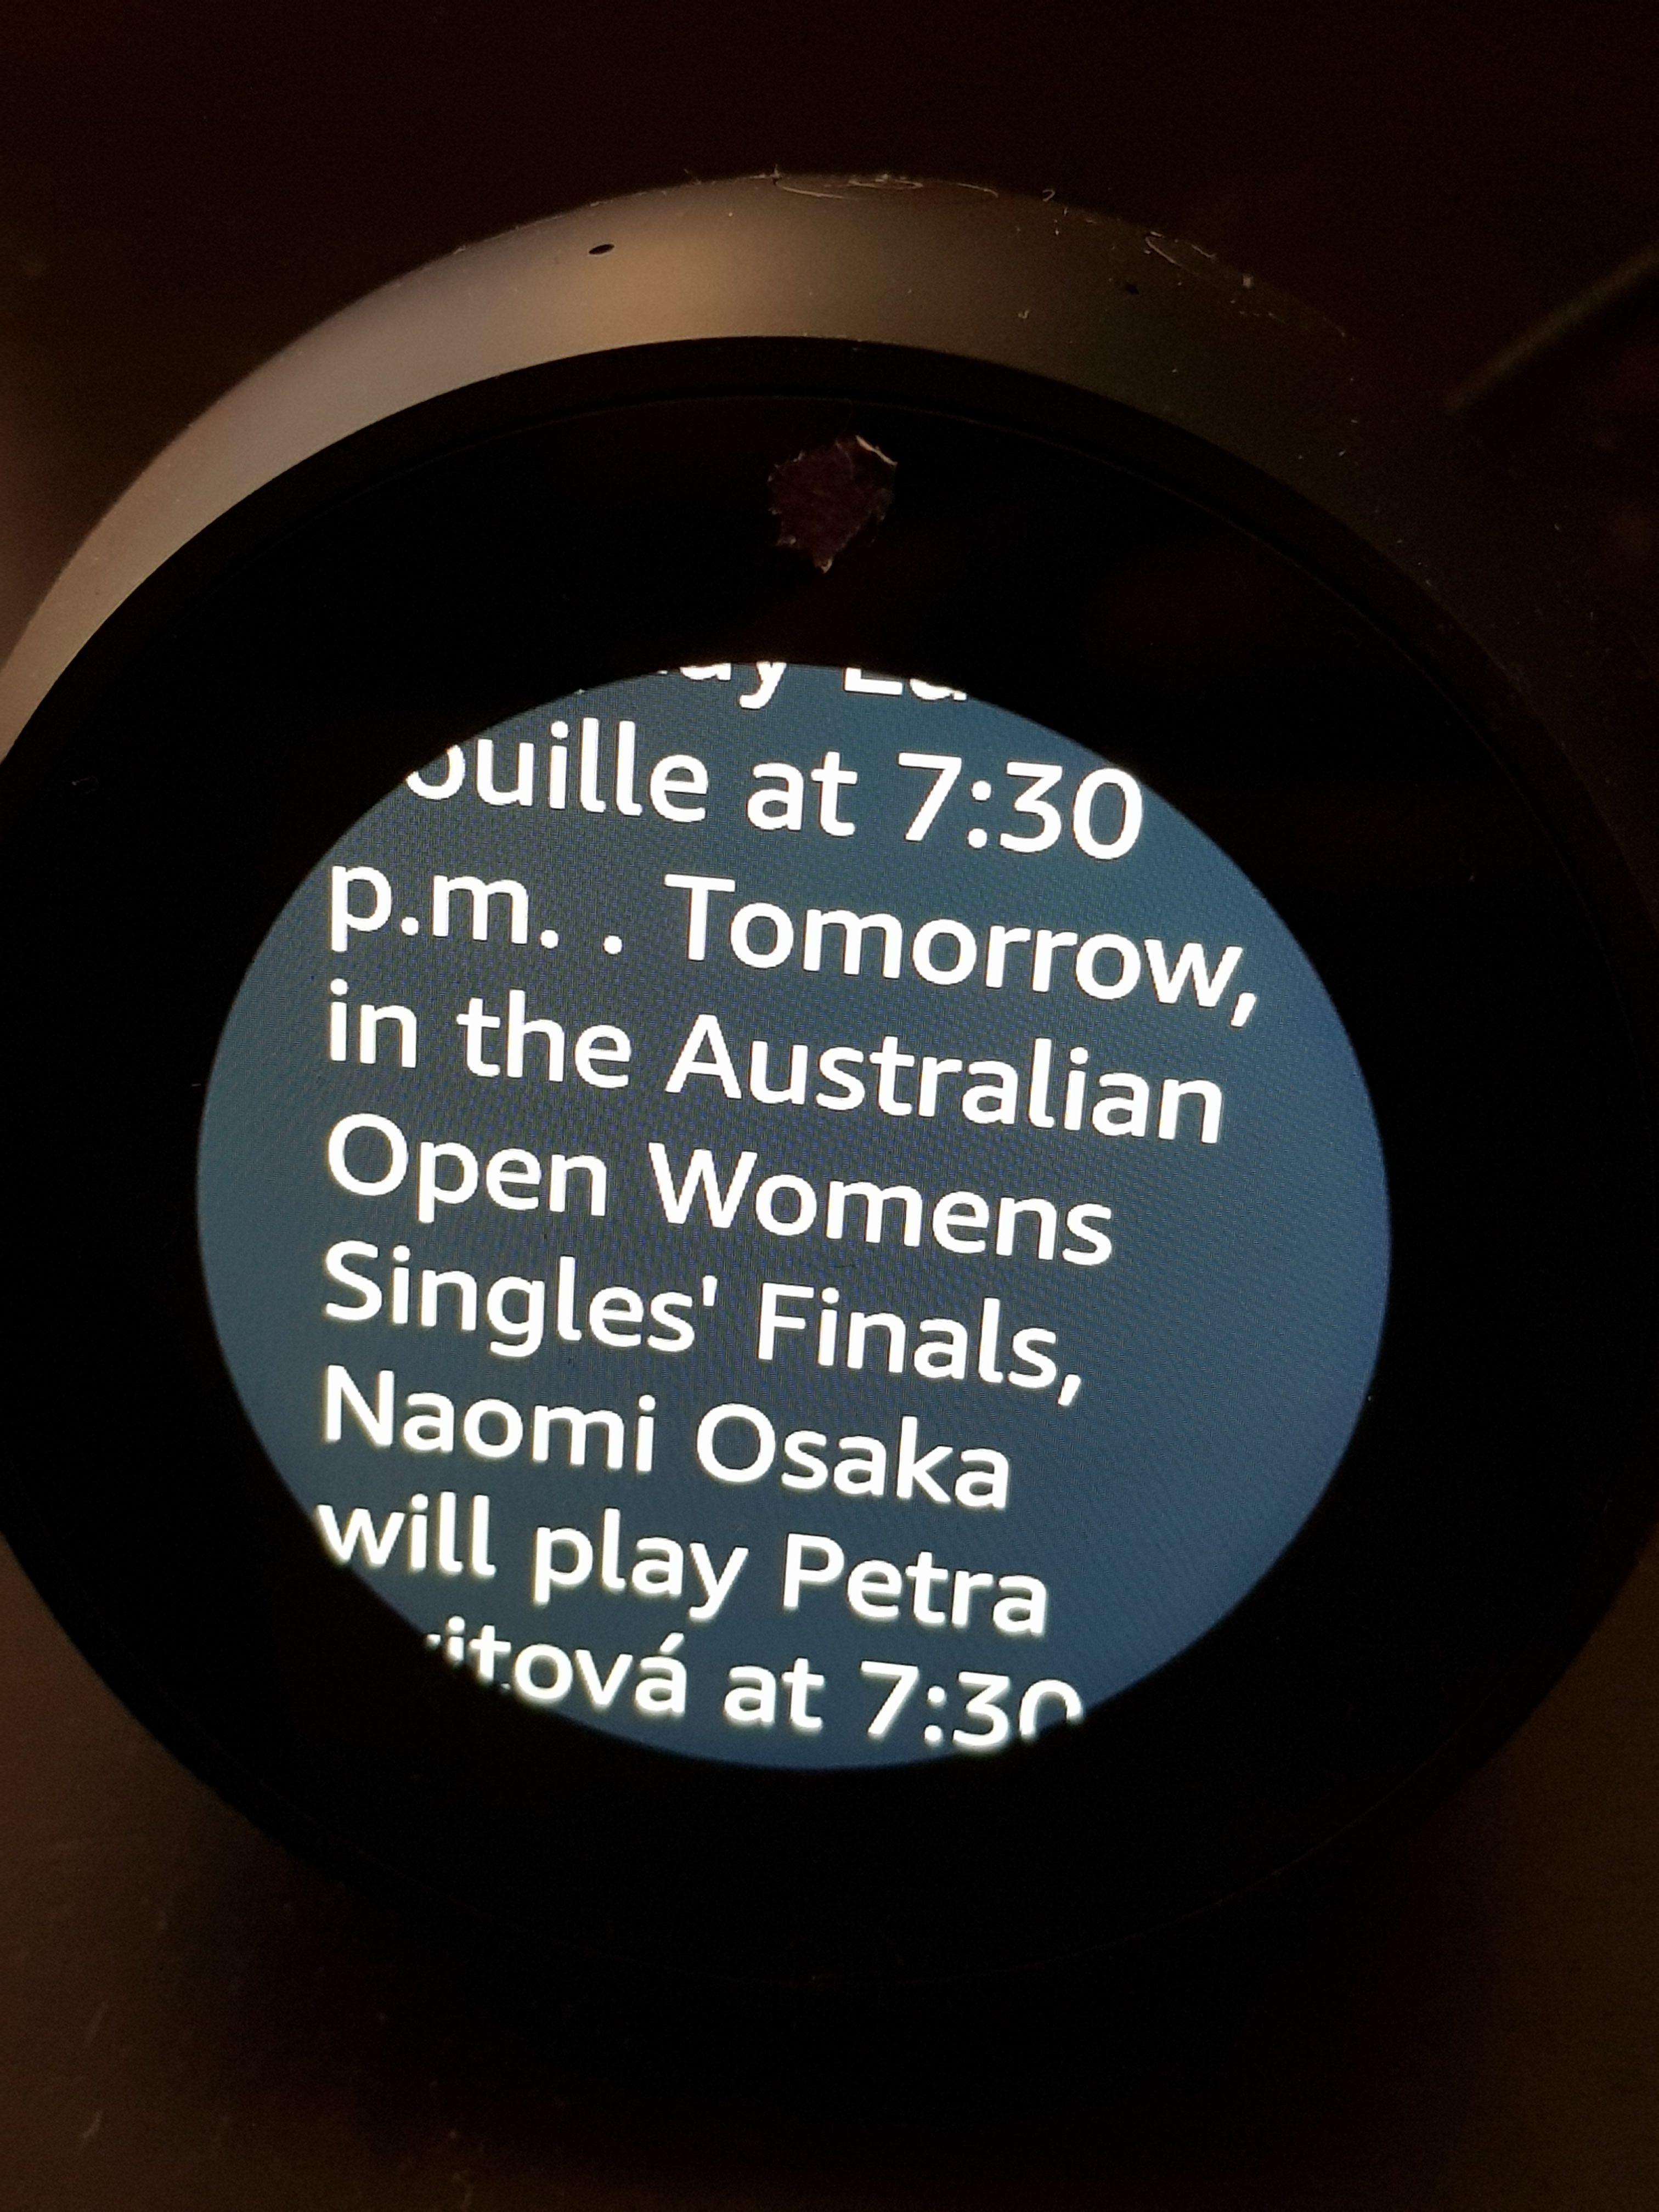 at 7:30
p.m. . Tomorrow,
in the Australian
Open Womens
Singles' Finals,
Naomi Osaka
will play Petra
at 7:30